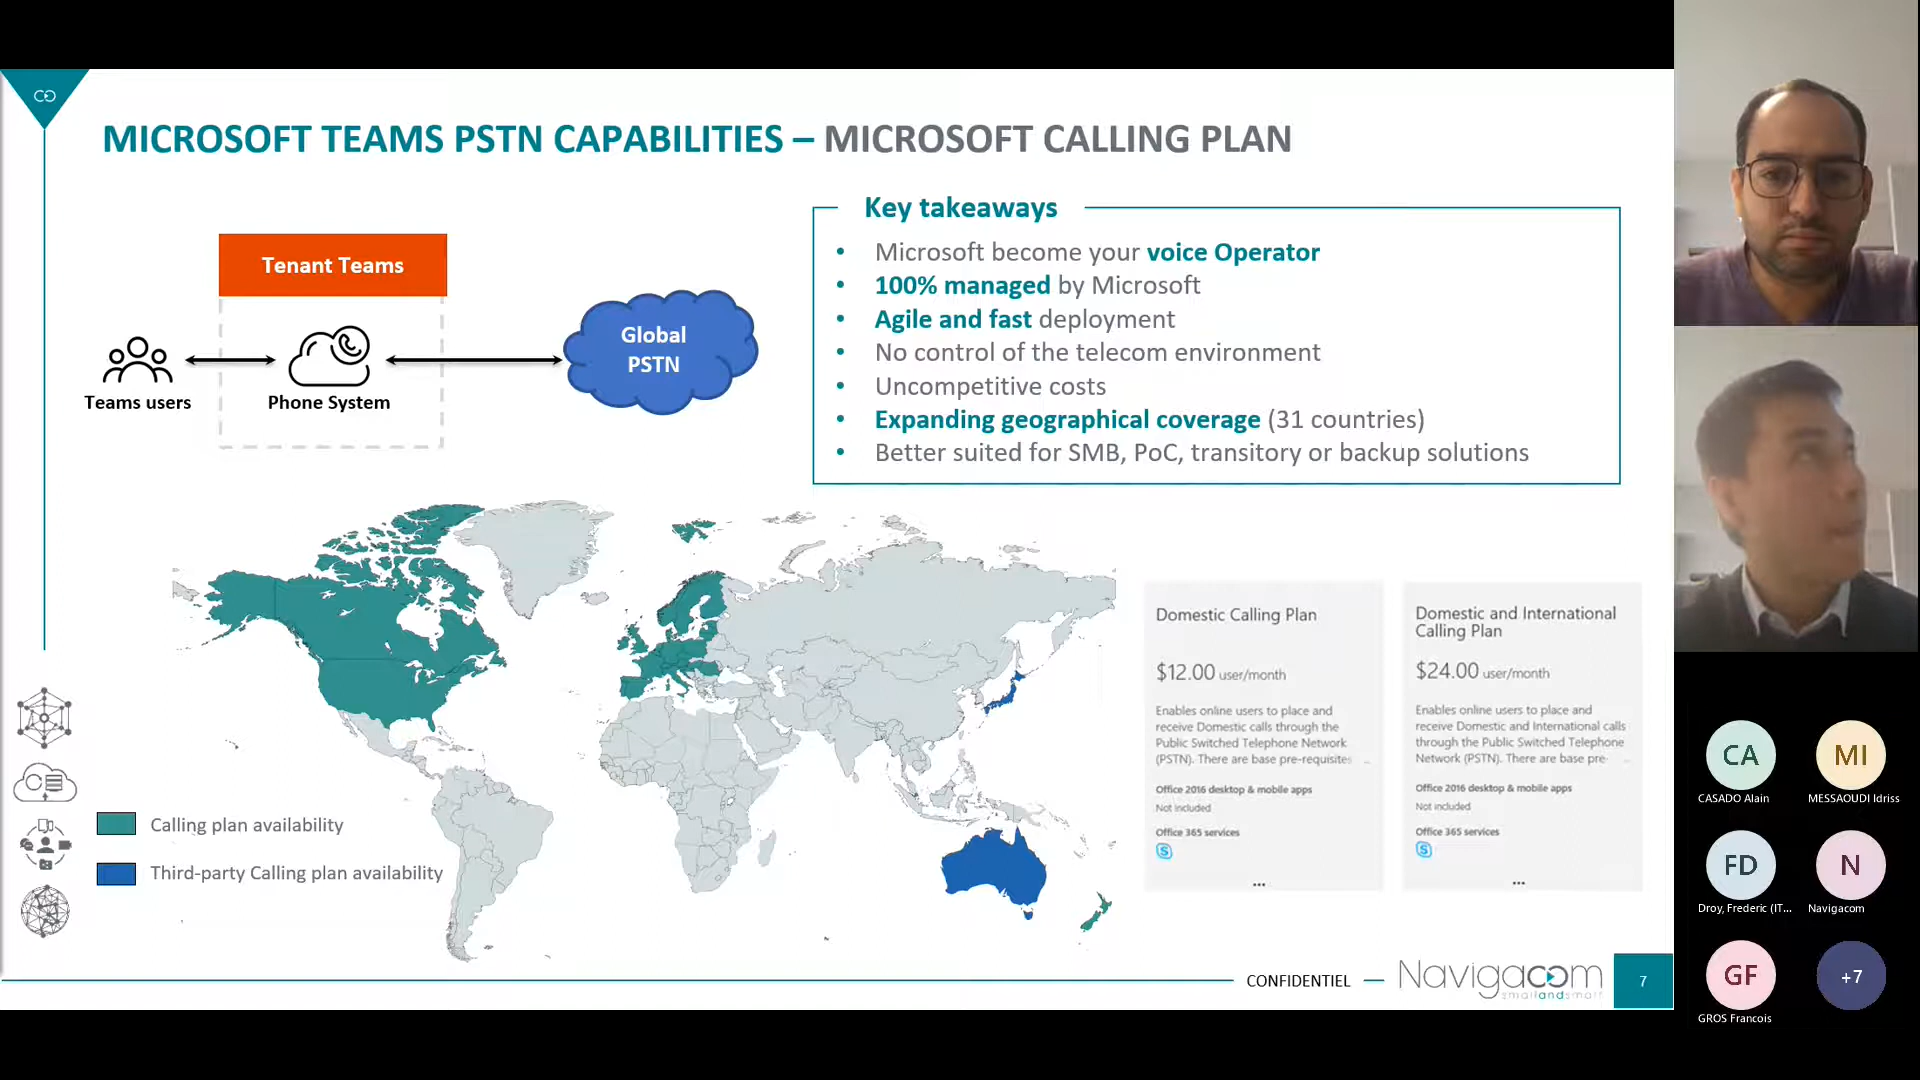 MICROSOFT TEAMS PSTN CAPABILITIES – MICROSOFT CALLING PLAN
Tenant Teams
Teams users
Phone System
Global
PSTN
Key takeaways
• Microsoft become your voice Operator
• 100% managed by Microsoft
• Agile and fast deployment
• No control of the telecom environment
• Uncompetitive costs
• Expanding geographical coverage (31 countries)
• Better suited for SMB, PoC, transitory or backup solutions
Calling plan availability
Third-party Calling plan availability
Domestic Calling Plan
$12.00 user/month
Enables online users to place and
receive Domestic calls through the
Public Switched Telephone Network
(PSTN). There are base pre-requisites ...
Office 2016 desktop & mobile apps
Not included
Office 365 services
...
Domestic and International
Calling Plan
$24.00 user/month
Enables online users to place and
receive Domestic and International calls
through the Public Switched Telephone
Network (PSTN). There are base pre- ...
Office 2016 desktop & mobile apps
Not included
Office 365 services
...
CONFIDENTIEL
Navigacom
smallandsmart
7
CA
CASADO Alain
MI
MESSAOUDI Idriss
FD
Droy, Frederic (IT...
N
Navigacom
GF
GROS Francois
+7